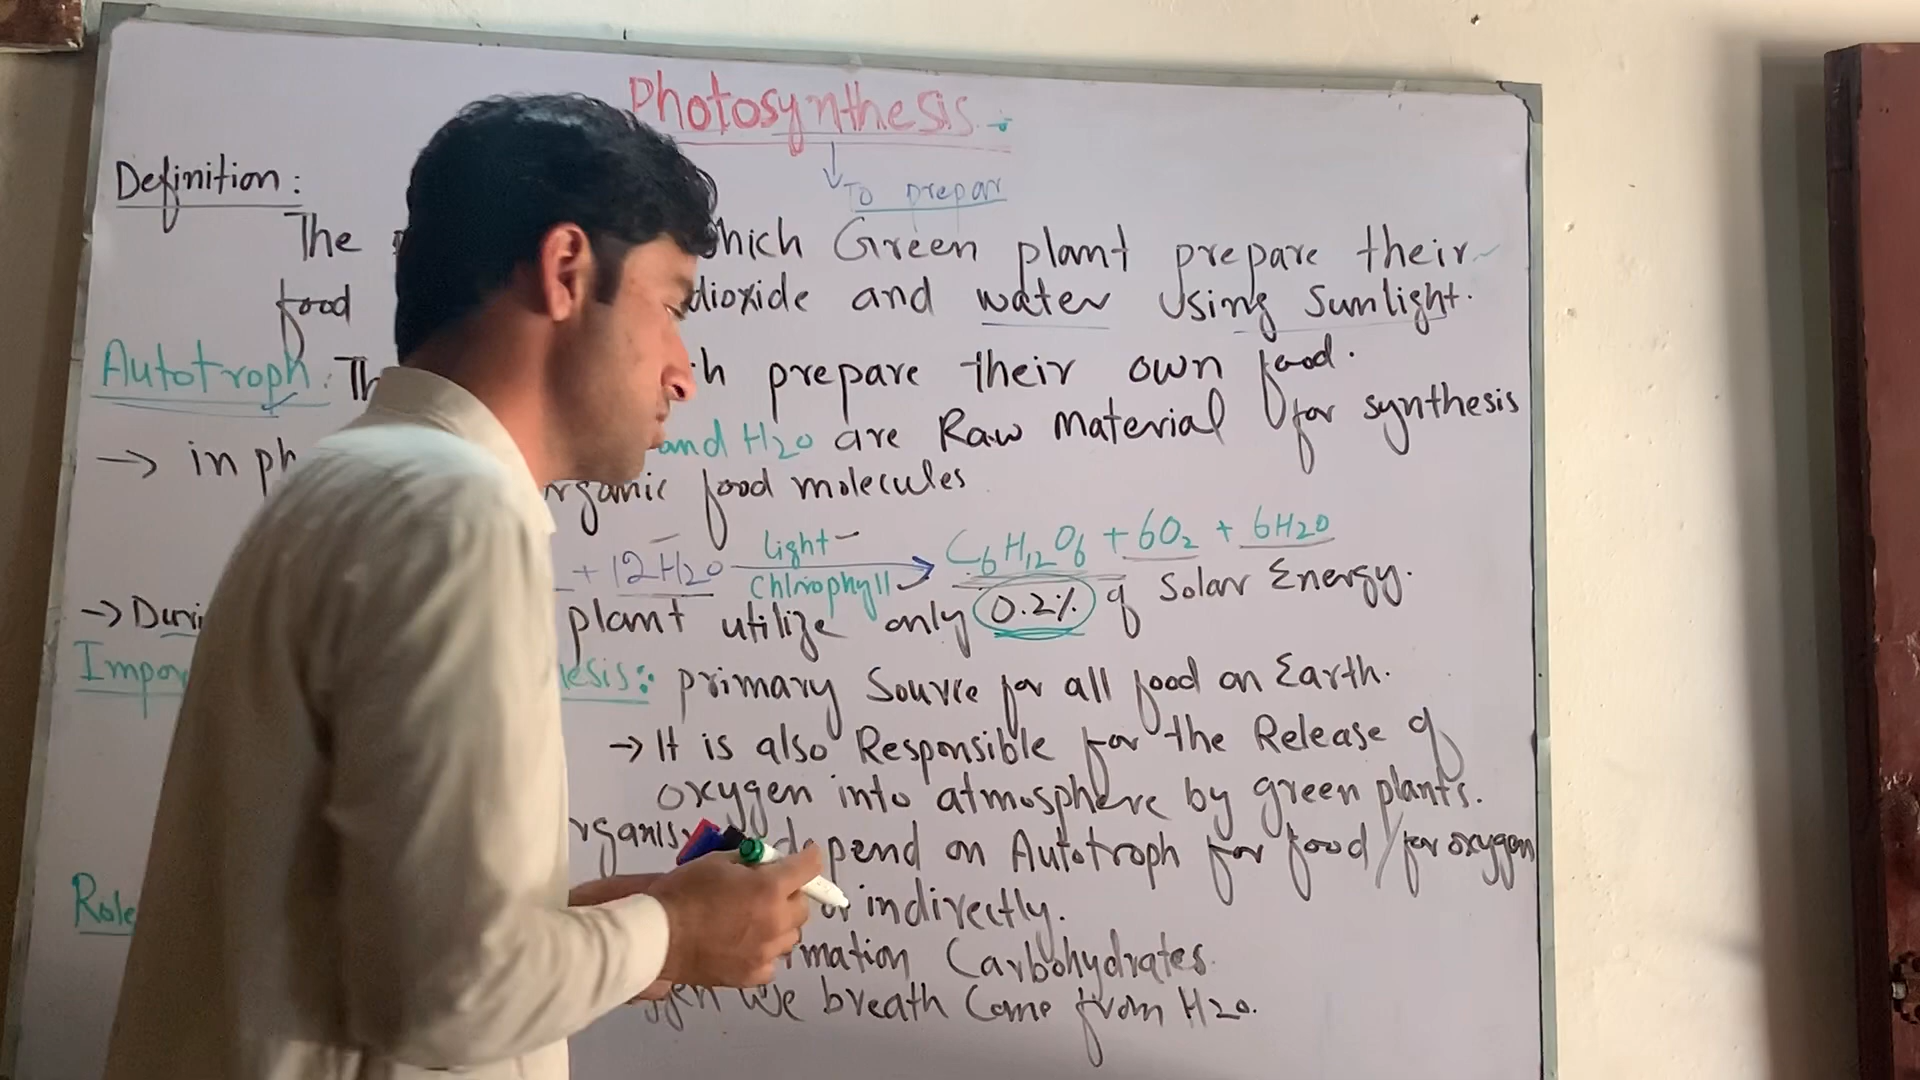 Photosynthesis
To prepar
Definition :
The which Green plant prepare their
food dioxide and water using Sunlight.
Autotroph : Th prepare their own food.
→ in ph and H2O are Raw Material for synthesis
rganic food molecules
+ 12H2O light Chlrophyll → C6H12O6 + 6O2 + 6H2O
→ Duri plant utilize only 0.2% of Solar Energy.
Impor esis: primary Source for all food on Earth.
→ It is also Responsible for the Release of
oxygen into atmosphere by green plants.
rganis depend on Autotroph for food / for oxygen
Role or indirectly.
rmation Carbohydrates.
gen we breath Come from H2O.